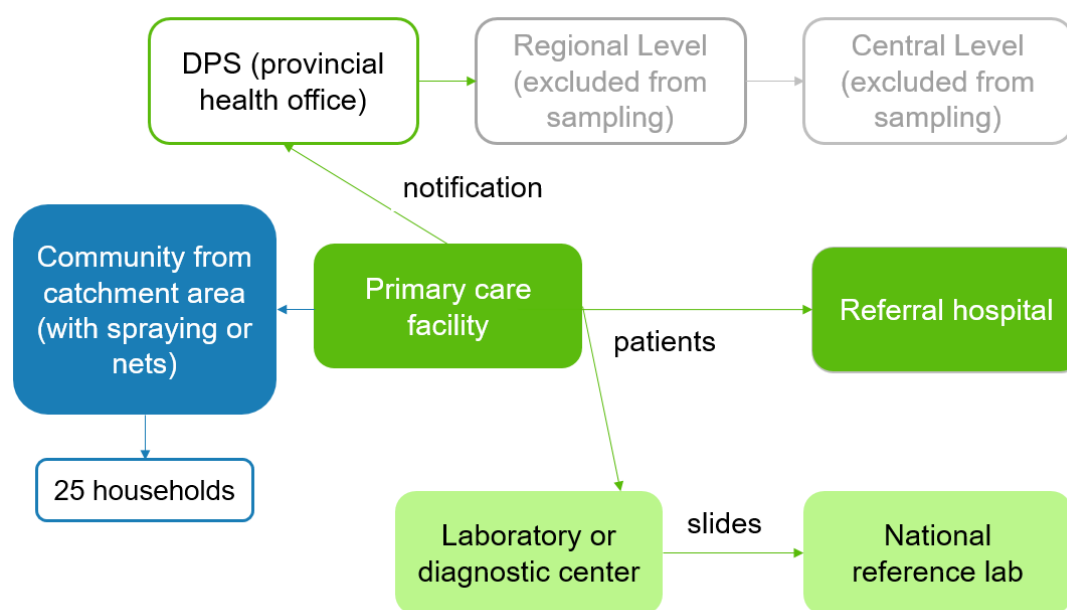 DPS (provincial
health office)
Regional Level
(excluded from
sampling)
Central Level
(excluded from
sampling)
notification
Community from
catchment area
(with spraying or
nets)
Primary care
facility
patients
Referral hospital
25 households
Laboratory or
diagnostic center
slides
National
reference lab